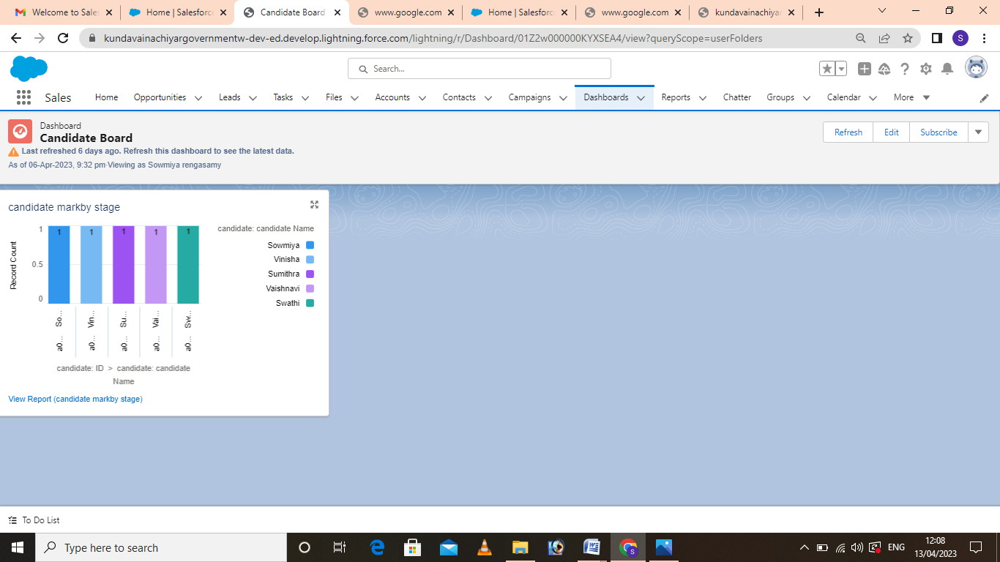 Welcome to Sales
Home | Salesforce
Candidate Board
www.google.com
Home | Salesforce
www.google.com
kundavainachiyar
kundavainachiyargovernmentw-dev-ed.develop.lightning.force.com/lightning/r/Dashboard/01Z2w000000KYXSEA4/view?queryScope=userFolders
S
Search...
Sales
Home
Opportunities
Leads
Tasks
Files
Accounts
Contacts
Campaigns
Dashboards
Reports
Chatter
Groups
Calendar
More
Dashboard
Candidate Board
Last refreshed 6 days ago. Refresh this dashboard to see the latest data.
As of 06-Apr-2023, 9:32 pm·Viewing as Sowmiya rengasamy
Refresh
Edit
Subscribe
candidate markby stage
Record Count
1
0.5
0
1
1
1
1
1
So...
Vin...
Su...
Vai...
Sw...
a0...
a0...
a0...
a0...
a0...
candidate: ID > candidate: candidate
Name
candidate: candidate Name
Sowmiya
Vinisha
Sumithra
Vaishnavi
Swathi
View Report (candidate markby stage)
To Do List
Type here to search
ENG
12:08
13/04/2023